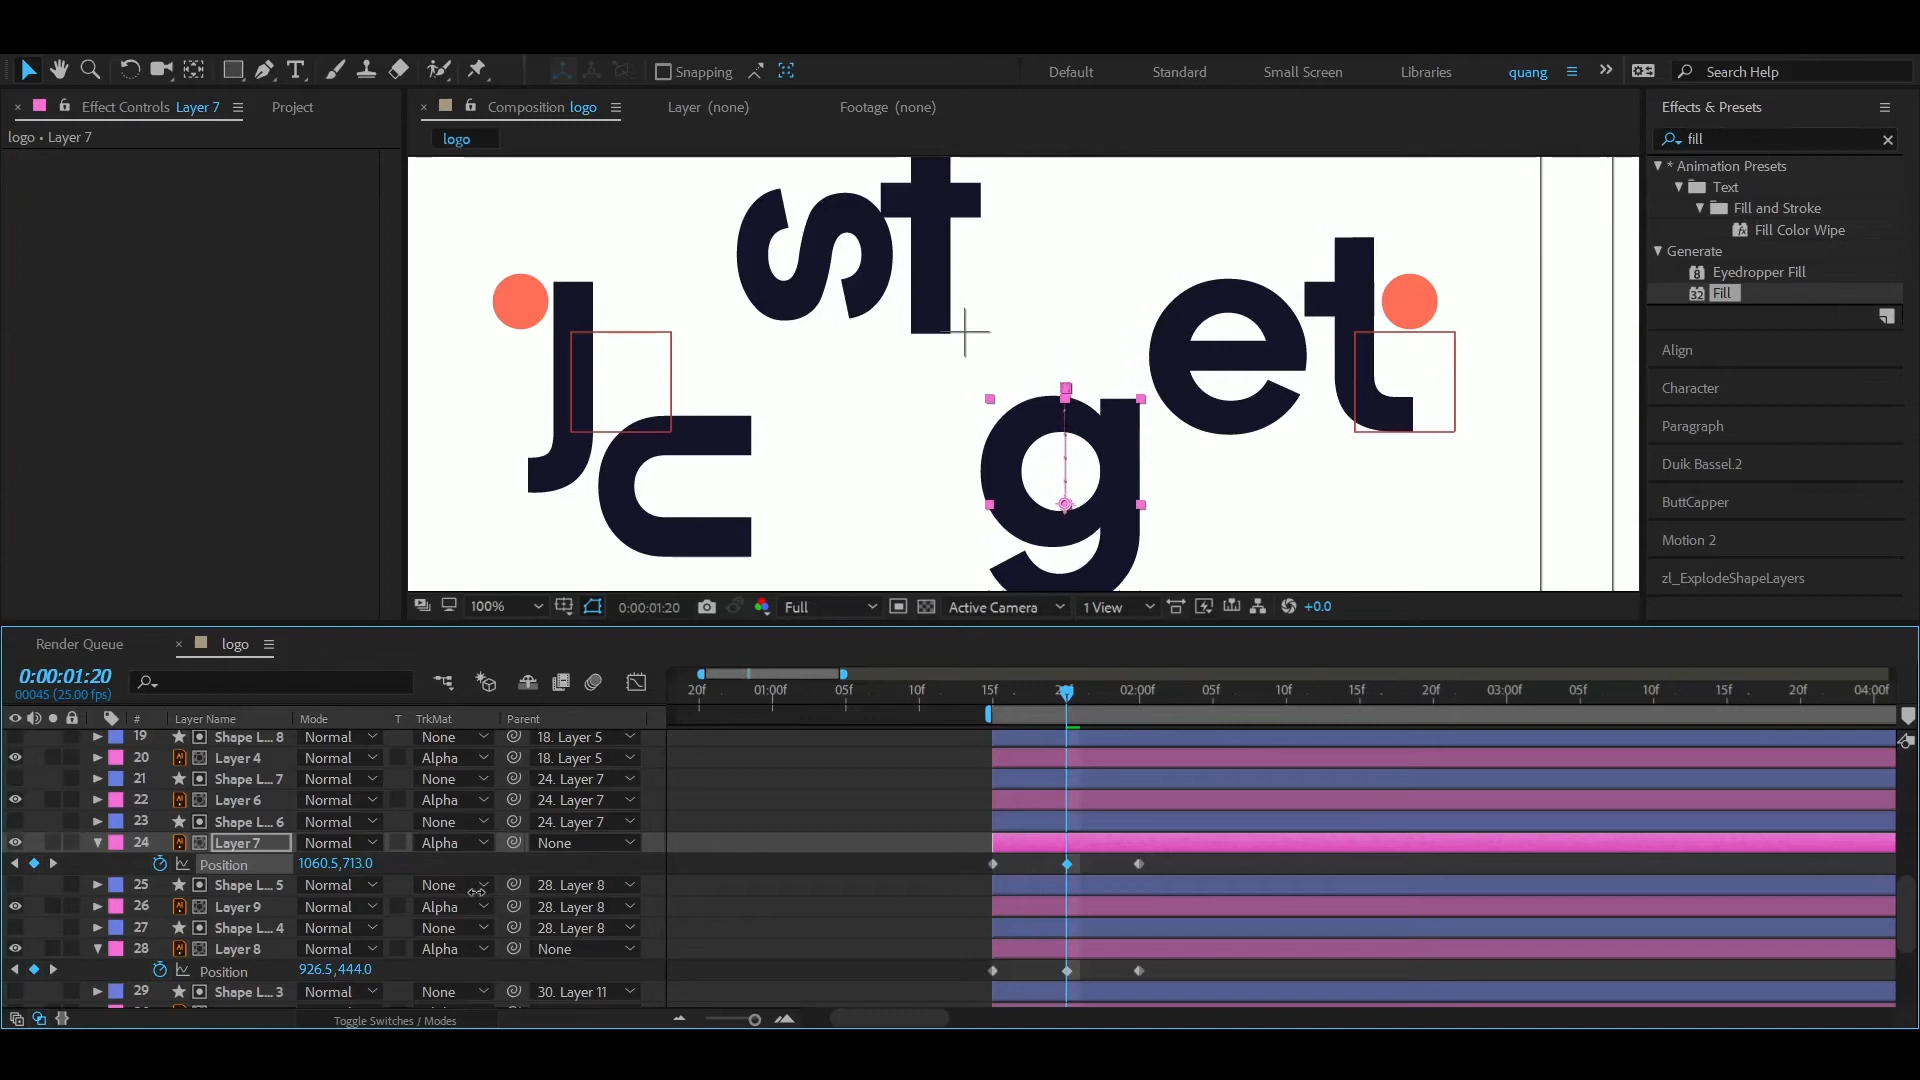 Snapping
Default
Standard
Small Screen
Libraries
quang
Search Help
Effect Controls Layer 7
Project
Composition logo
Layer (none)
Footage (none)
Effects & Presets
logo • Layer 7
logo
fill
* Animation Presets
Text
Fill and Stroke
Fill Color Wipe
Generate
Eyedropper Fill
Fill
Align
Character
Paragraph
Duik Bassel.2
ButtCapper
Motion 2
zl_ExplodeShapeLayers
st
j
et
c
g
100%
0:00:01:20
Full
Active Camera
1 View
+0.0
Render Queue
logo
0:00:01:20
00045 (25.00 fps)
20f 01:00f 05f 10f 15f 20f 02:00f 05f 10f 15f 20f 03:00f 05f 10f 15f 20f 04:00f
# Layer Name Mode T TrkMat Parent
19 Shape L... 8 Normal None 18. Layer 5
20 Layer 4 Normal Alpha 18. Layer 5
21 Shape L... 7 Normal None 24. Layer 7
22 Layer 6 Normal Alpha 24. Layer 7
23 Shape L... 6 Normal None 24. Layer 7
24 Layer 7 Normal Alpha None
Position 1060.5,713.0
25 Shape L... 5 Normal None 28. Layer 8
26 Layer 9 Normal Alpha 28. Layer 8
27 Shape L... 4 Normal None 28. Layer 8
28 Layer 8 Normal Alpha None
Position 926.5,444.0
29 Shape L... 3 Normal None 30. Layer 11
Toggle Switches / Modes